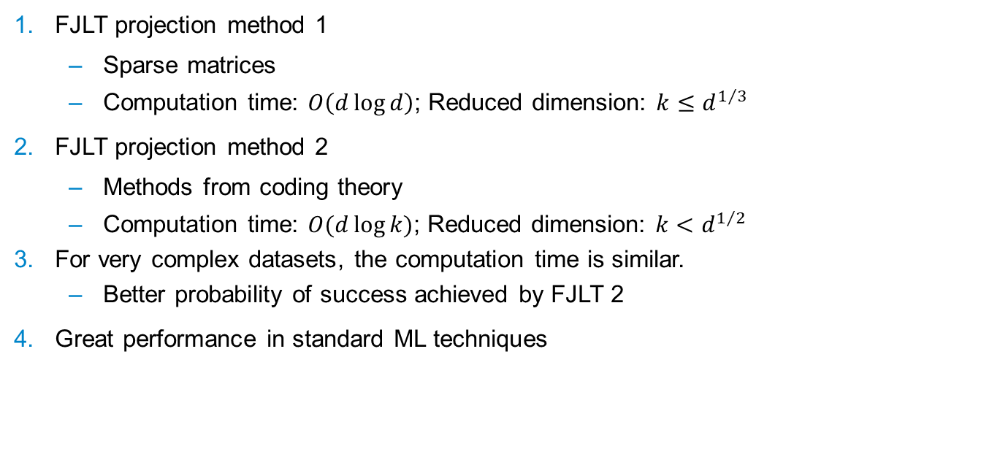 1. FJLT projection method 1
– Sparse matrices
– Computation time: O(d log d); Reduced dimension: k ≤ d^{1/3}
2. FJLT projection method 2
– Methods from coding theory
– Computation time: O(d log k); Reduced dimension: k < d^{1/2}
3. For very complex datasets, the computation time is similar.
– Better probability of success achieved by FJLT 2
4. Great performance in standard ML techniques